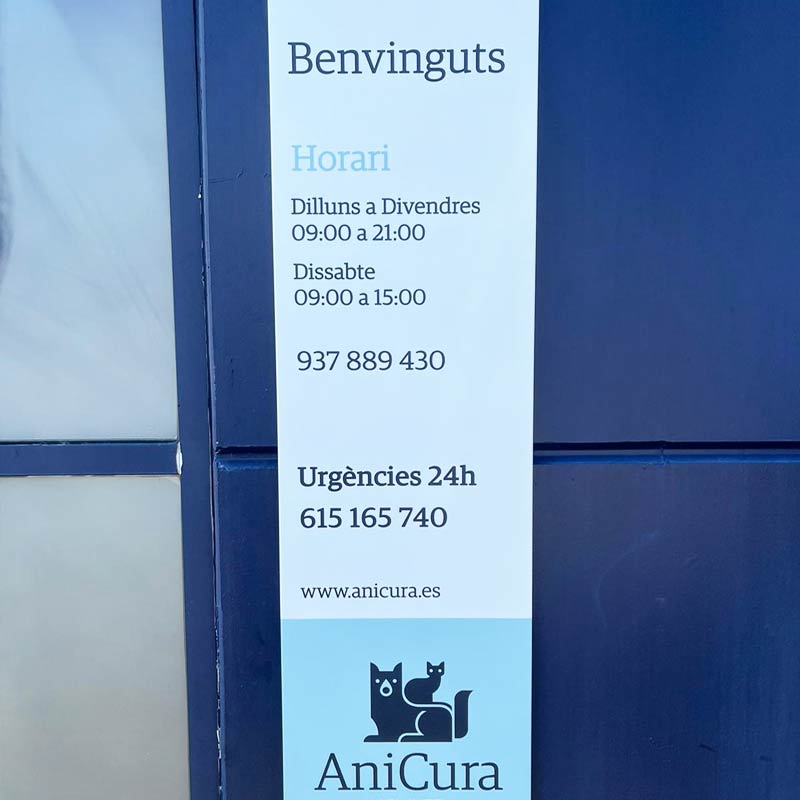 Benvinguts
Horari
Dilluns a Divendres
09:00 a 21:00
Dissabte
09:00 a 15:00
937 889 430
Urgències 24h
615 165 740
www.anicura.es
AniCura